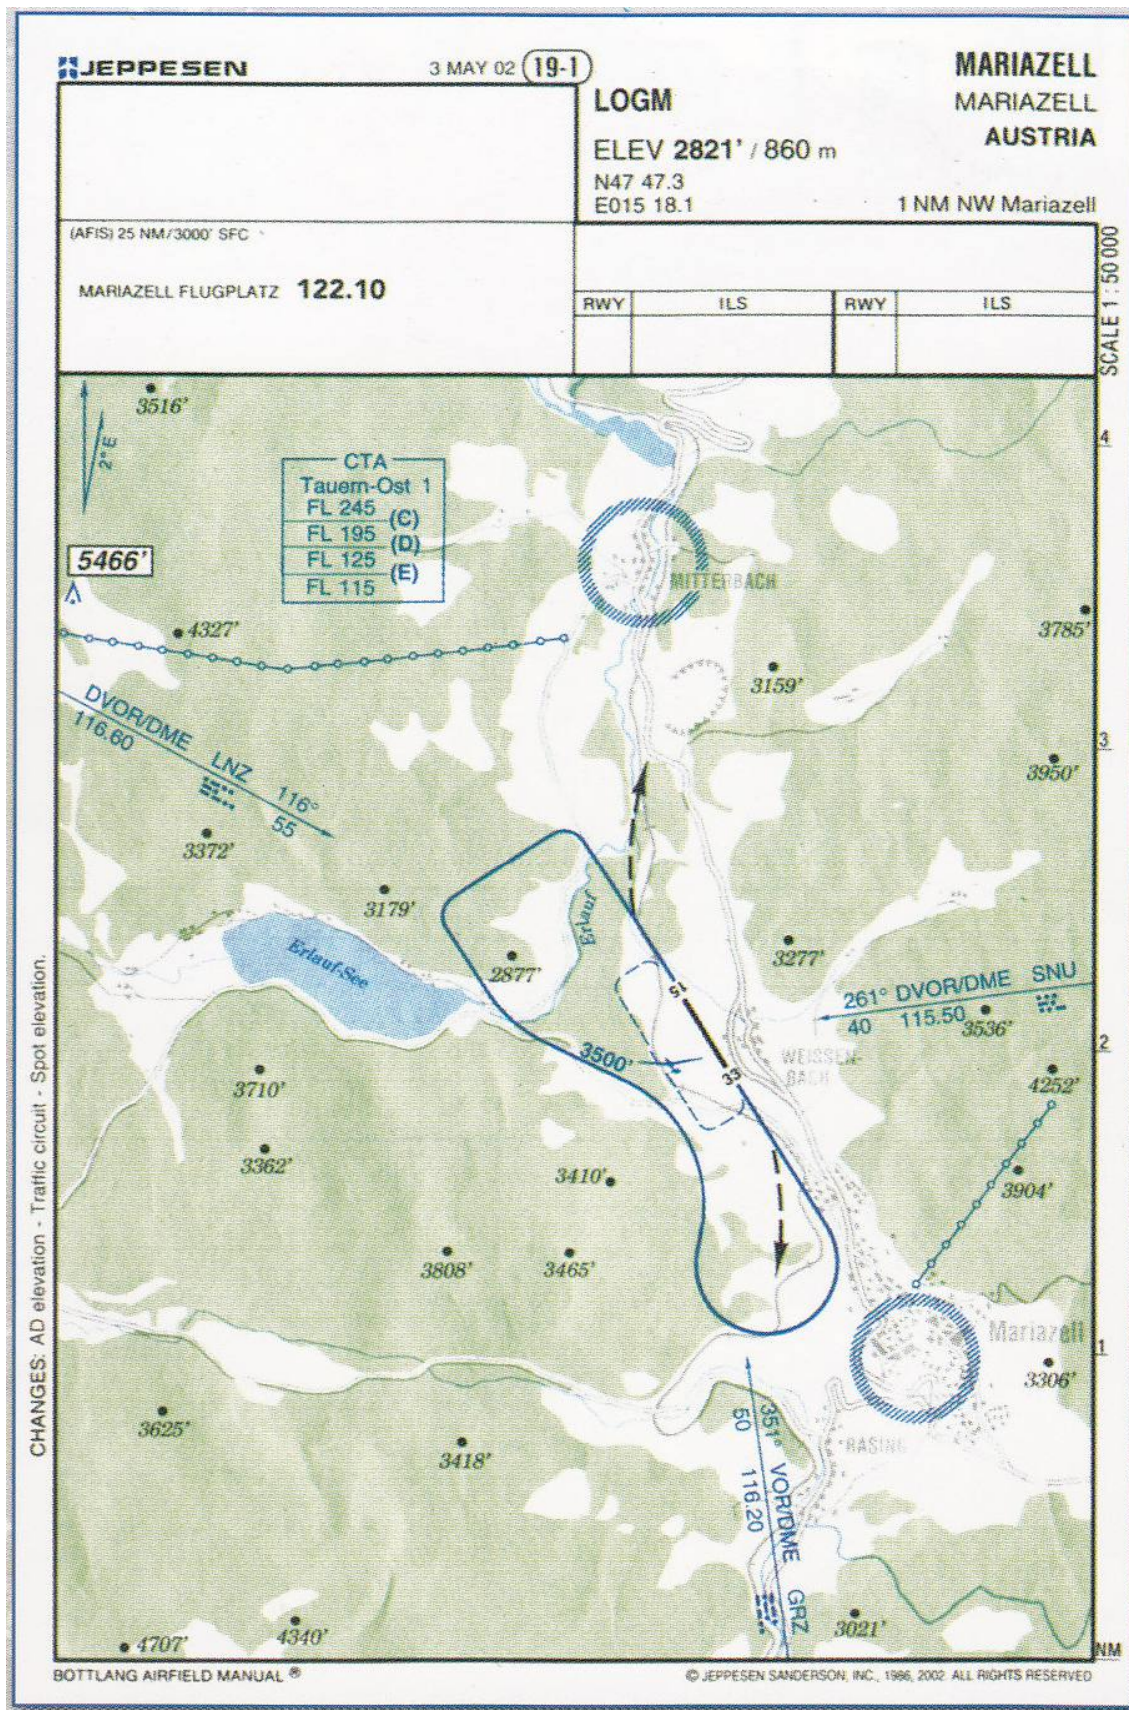 JEPPESEN
3 MAY 02 19-1
MARIAZELL
MARIAZELL
AUSTRIA
LOGM
ELEV 2821' / 860 m
N47 47.3
E015 18.1
1 NM NW Mariazell
(AFIS) 25 NM/3000' SFC
MARIAZELL FLUGPLATZ 122.10
RWY ILS RWY ILS
SCALE 1 : 50 000
3516'
2° E
4
CTA
Tauern-Ost 1
FL 245
(C)
FL 195
(D)
FL 125
(E)
FL 115
5466'
MITTERBACH
4327'
3785'
3159'
DVOR/DME LNZ 116°
116.60 55
3
3950'
3372'
3179'
Erlauf
Erlauf-See
2877'
3277'
15
261° DVOR/DME SNU
40 115.50
3536'
2
3500'
WEISSEN-
BACH
33
3710'
4252'
3362'
3410'
3904'
3808'
3465'
Mariazell
1
3306'
351° VOR/DME GRZ
50 116.20
3625'
3418'
RASING
4707'
4340'
3021'
NM
CHANGES: AD elevation - Traffic circuit - Spot elevation.
BOTTLANG AIRFIELD MANUAL ®
© JEPPESEN SANDERSON, INC., 1986, 2002. ALL RIGHTS RESERVED